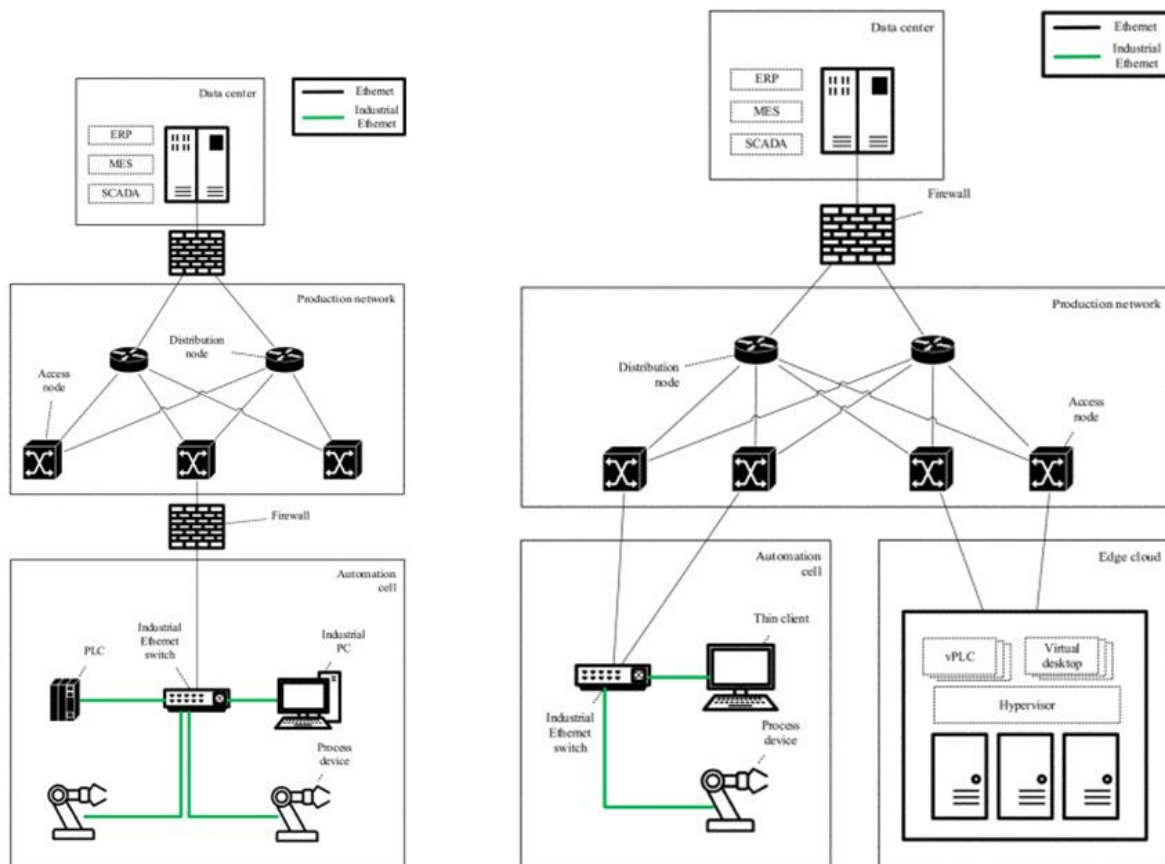 Data center
ERP
MES
SCADA
Ethernet
Industrial
Ethernet
Production network
Distribution
node
Access
node
Firewall
Automation
cell
Industrial
Ethernet
switch
PLC
Industrial
PC
Process
device
Data center
ERP
MES
SCADA
Ethernet
Industrial
Ethernet
Firewall
Production network
Distribution
node
Access
node
Automation
cell
Thin client
Industrial
Ethernet
switch
Process
device
Edge cloud
vPLC
Virtual
desktop
Hypervisor